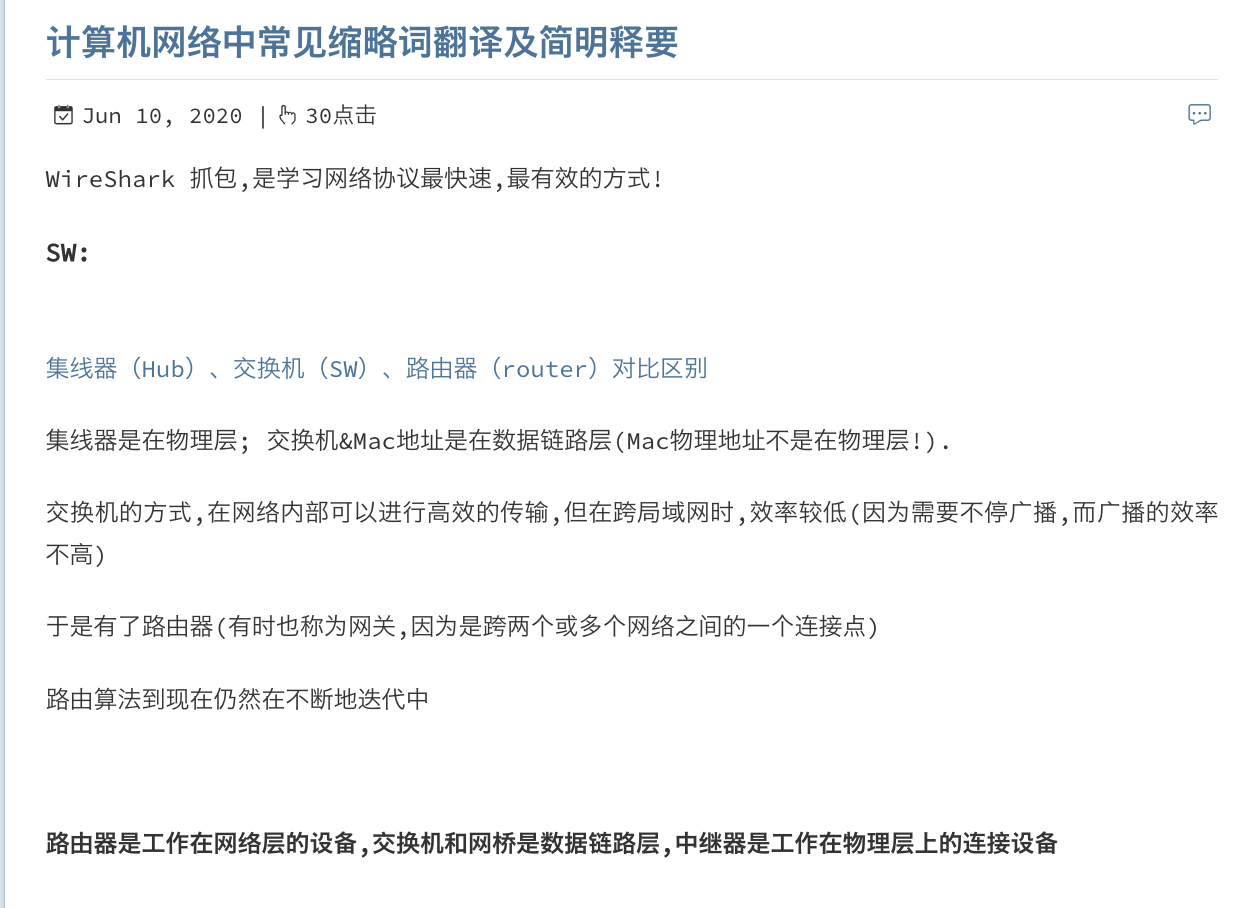 计算机网络中常见缩略词翻译及简明释要
Jun 10, 2020 | 30点击
WireShark 抓包,是学习网络协议最快速,最有效的方式!
SW:
集线器（Hub）、交换机（SW）、路由器（router）对比区别
集线器是在物理层; 交换机&Mac地址是在数据链路层(Mac物理地址不是在物理层!).
交换机的方式,在网络内部可以进行高效的传输,但在跨局域网时,效率较低(因为需要不停广播,而广播的效率
不高)
于是有了路由器(有时也称为网关,因为是跨两个或多个网络之间的一个连接点)
路由算法到现在仍然在不断地迭代中
路由器是工作在网络层的设备,交换机和网桥是数据链路层,中继器是工作在物理层上的连接设备